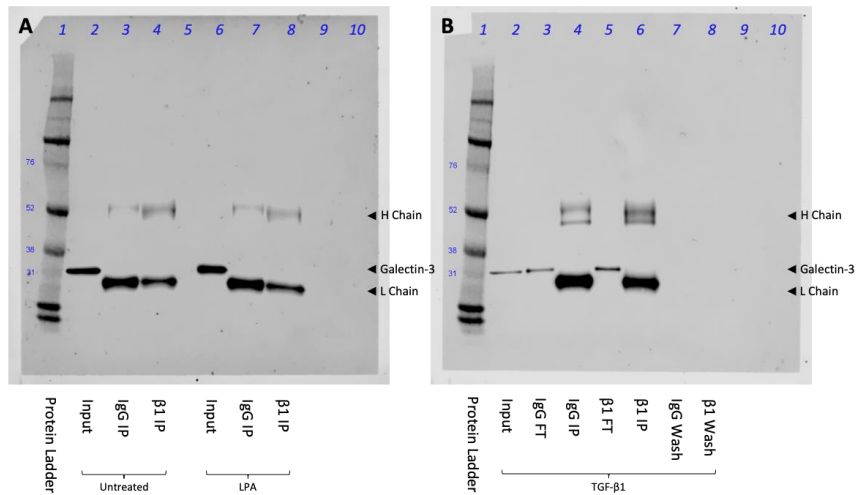 A
1 2 3 4 5 6 7 8 9 10
76
52
38
31
H Chain
Galectin-3
L Chain
Protein Ladder
Input
IgG IP
β1 IP
Input
IgG IP
β1 IP
Untreated
LPA
B
1 2 3 4 5 6 7 8 9 10
76
52
38
31
H Chain
Galectin-3
L Chain
Protein Ladder
Input
IgG FT
IgG IP
β1 FT
β1 IP
IgG Wash
β1 Wash
TGF-β1